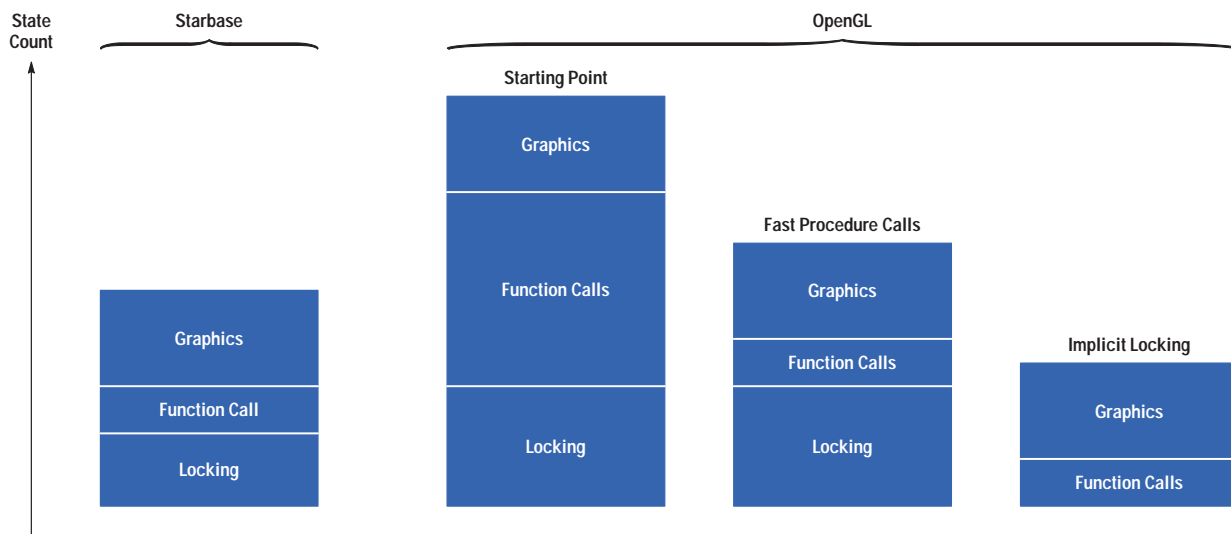 State
Count
Starbase
OpenGL
Starting Point
Graphics
Function Calls
Locking
Fast Procedure Calls
Graphics
Function Calls
Locking
Implicit Locking
Graphics
Function Calls
Graphics
Function Call
Locking